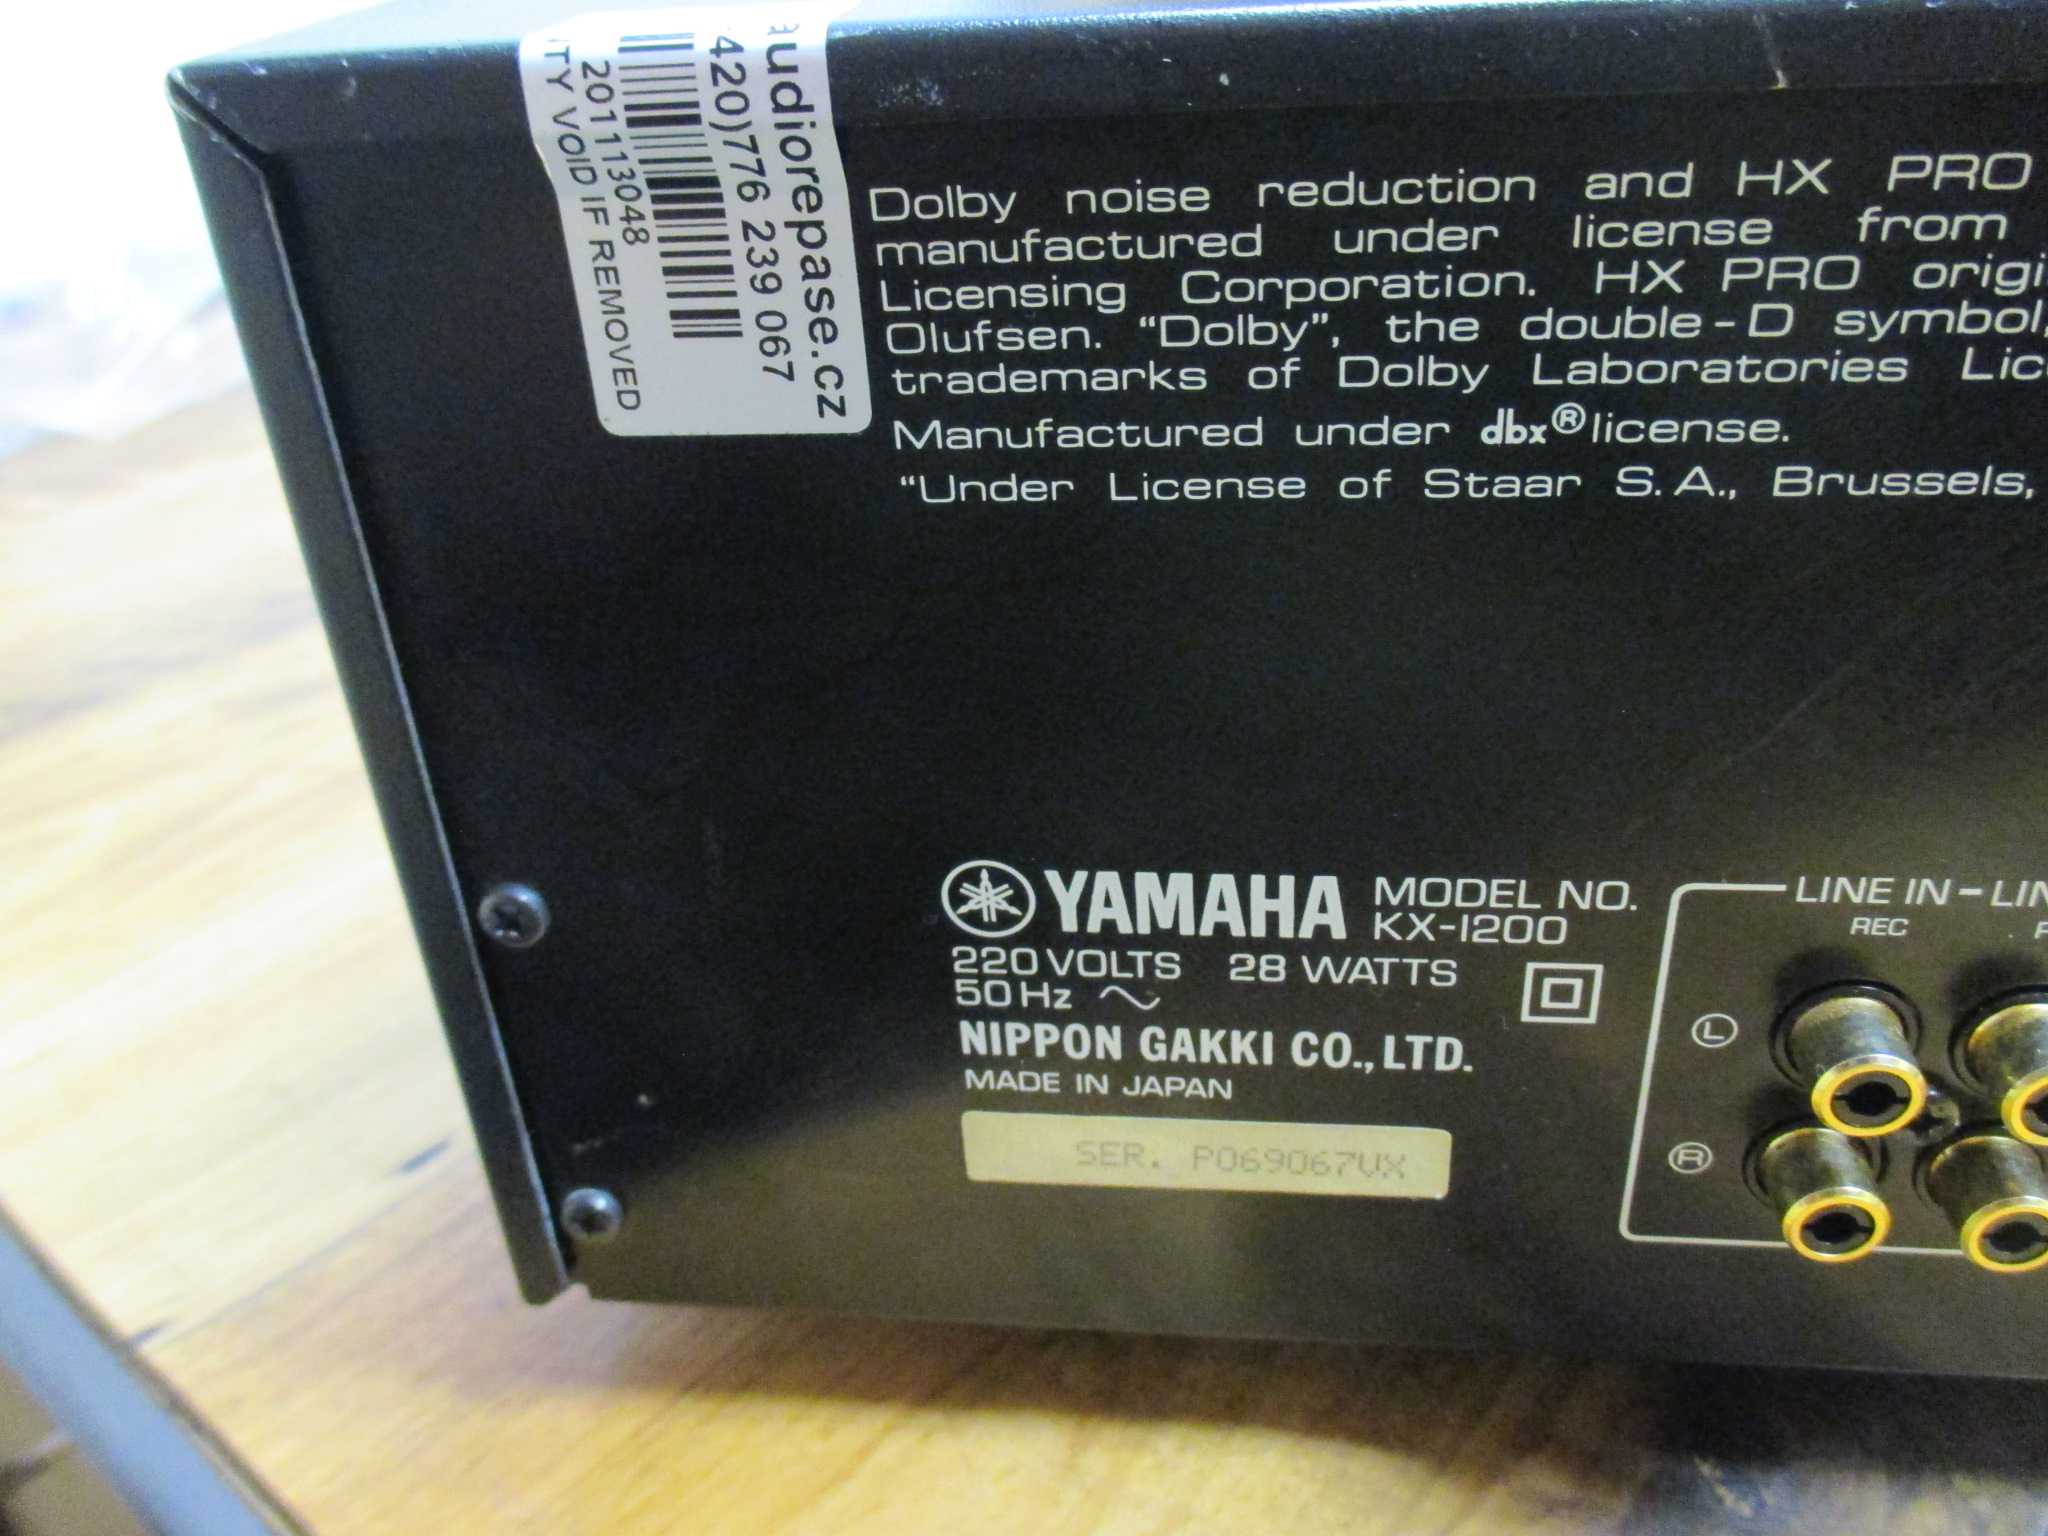 audiorepase.cz
420)776 239 067
201113048
TY VOID IF REMOVED
Dolby noise reduction and HX PRO
manufactured under license from
Licensing Corporation. HX PRO origi
Olufsen. “Dolby”, the double-D symbol,
trademarks of Dolby Laboratories Lic
Manufactured under dbx® license.
“Under License of Staar S.A., Brussels,
YAMAHA MODEL NO.
KX-1200
220 VOLTS 28 WATTS
50Hz ~
NIPPON GAKKI CO., LTD.
MADE IN JAPAN
SER. P069067VX
LINE IN - LIN
REC P
L
R